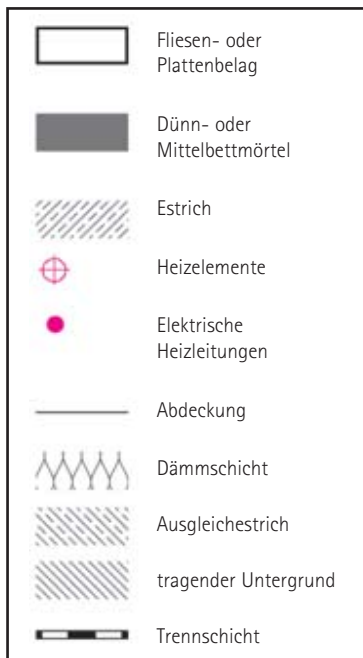 Fliesen- oder
Plattenbelag
Dünn- oder
Mittelbettmörtel
Estrich
Heizelemente
Elektrische
Heizleitungen
Abdeckung
Dämmschicht
Ausgleichestrich
tragender Untergrund
Trennschicht